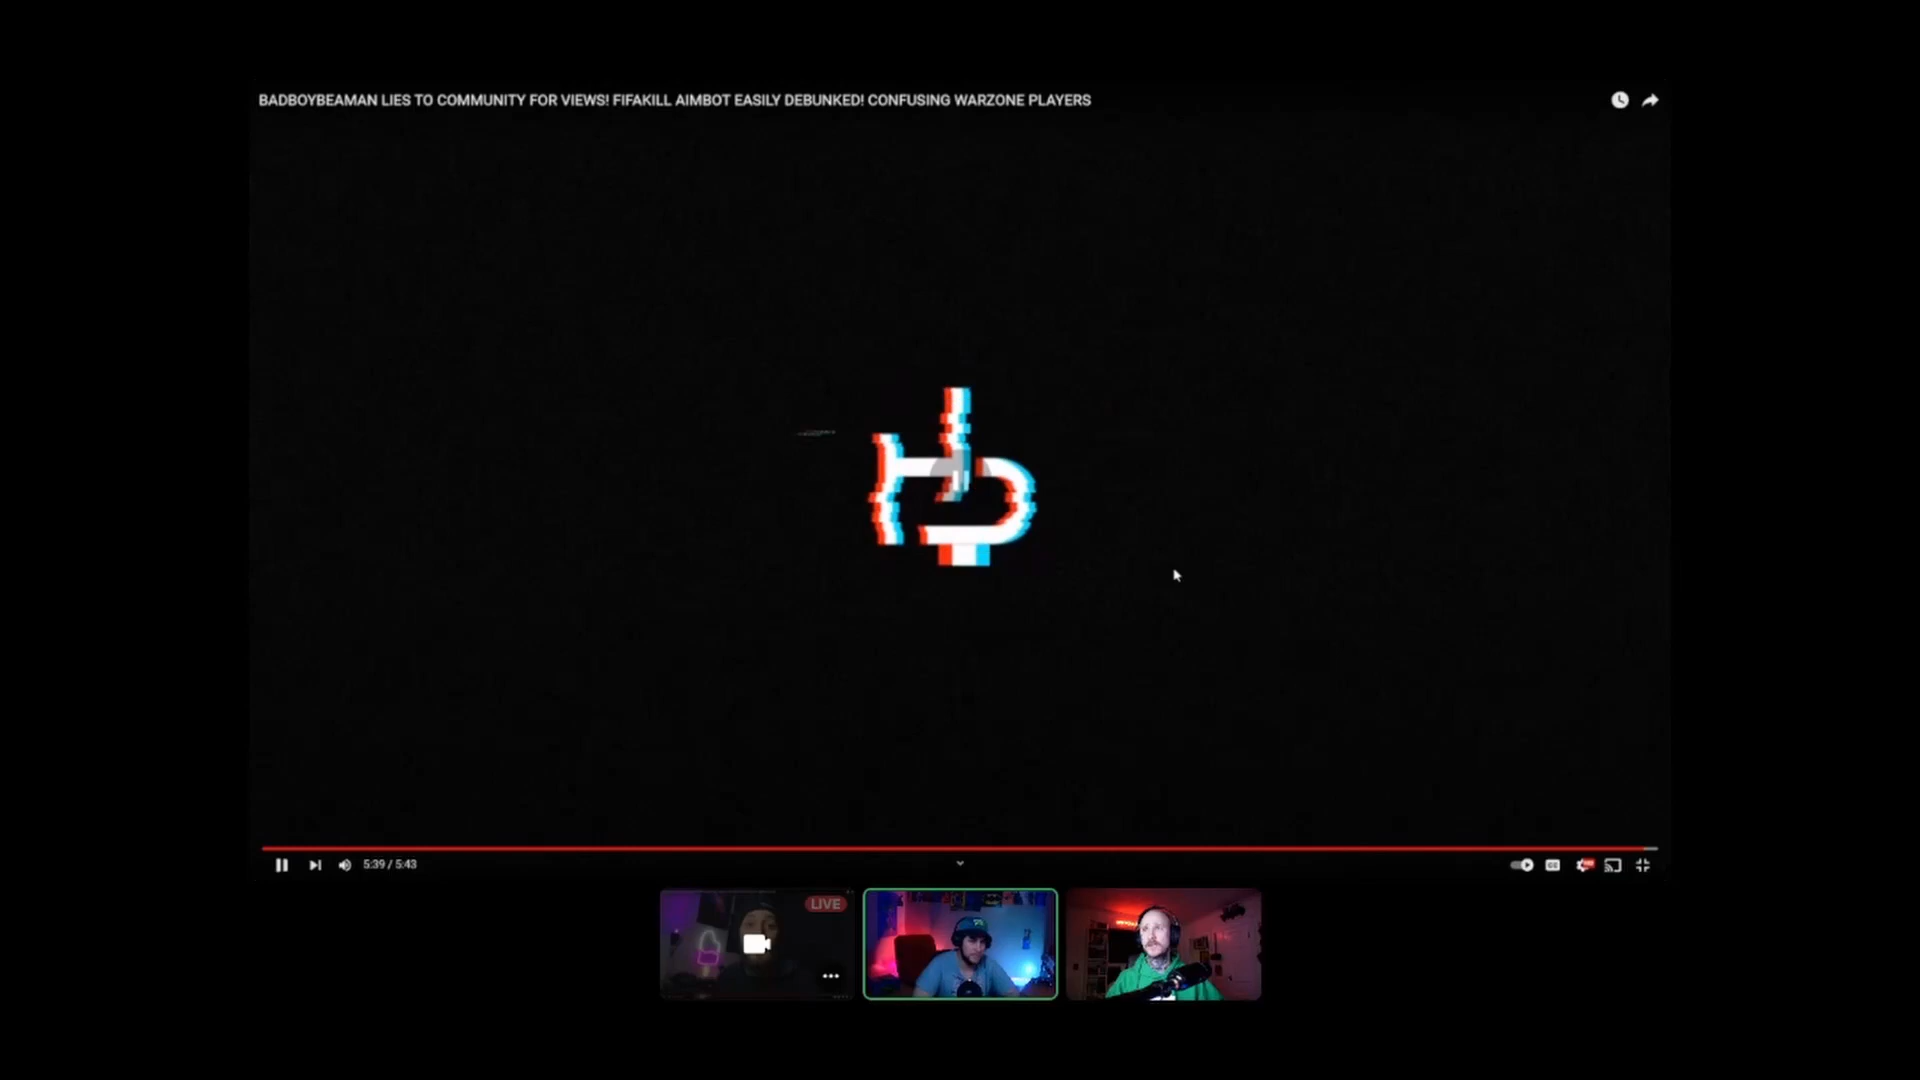 BADBOYBEAMAN LIES TO COMMUNITY FOR VIEWS! FIFAKILL AIMBOT EASILY DEBUNKED! CONFUSING WARZONE PLAYERS
5:39 / 5:43
LIVE